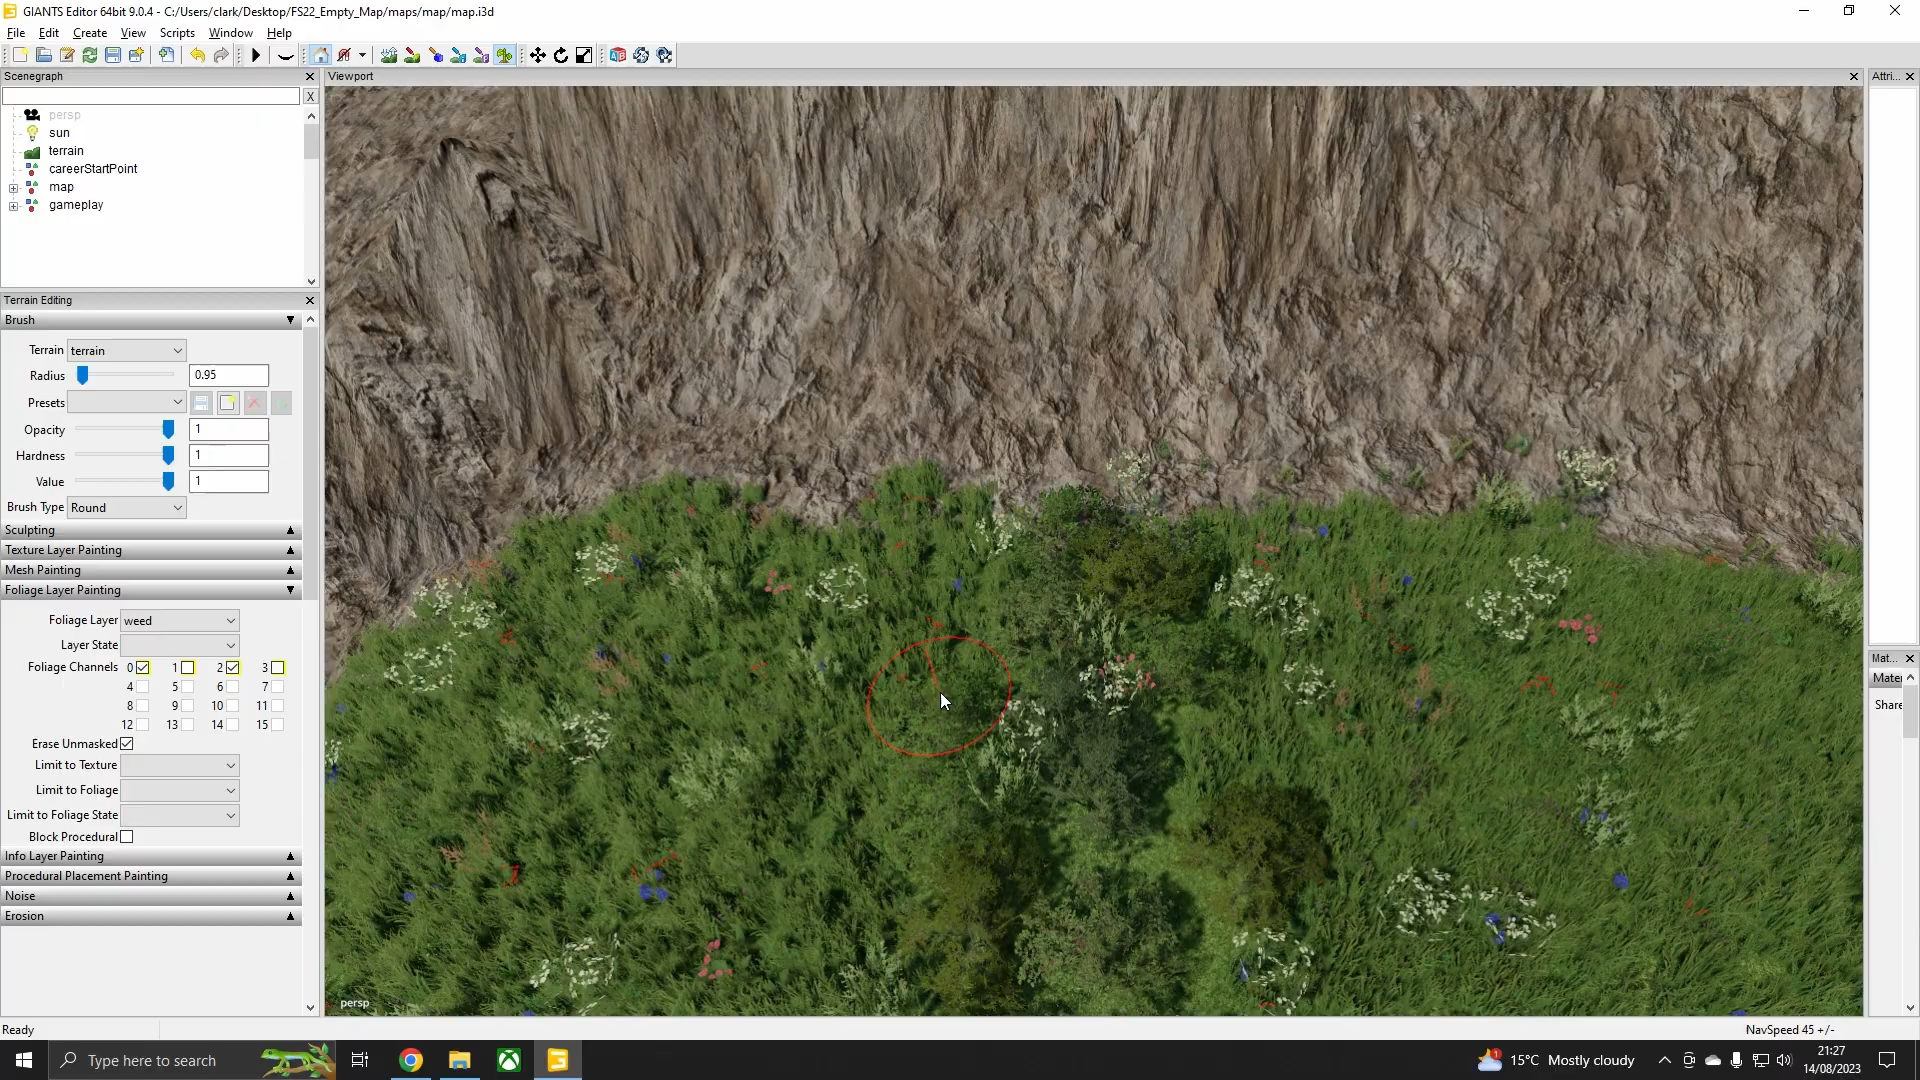 GIANTS Editor 64bit 9.0.4 - C:/Users/clark/Desktop/FS22_Empty_Map/maps/map/map.i3d
File Edit Create View Scripts Window Help
Scenegraph
X
persp
sun
terrain
careerStartPoint
map
gameplay
Terrain Editing
Brush
Terrain terrain
Radius 0.95
Presets
Opacity 1
Hardness 1
Value 1
Brush Type Round
Sculpting
Texture Layer Painting
Mesh Painting
Foliage Layer Painting
Foliage Layer weed
Layer State
Foliage Channels 0 1 2 3
4 5 6 7
8 9 10 11
12 13 14 15
Erase Unmasked
Limit to Texture
Limit to Foliage
Limit to Foliage State
Block Procedural
Info Layer Painting
Procedural Placement Painting
Noise
Erosion
Viewport
persp
Attri...
Mat...
Mater
Share
Ready
NavSpeed 45 +/-
Type here to search
15°C Mostly cloudy
21:27
14/08/2023